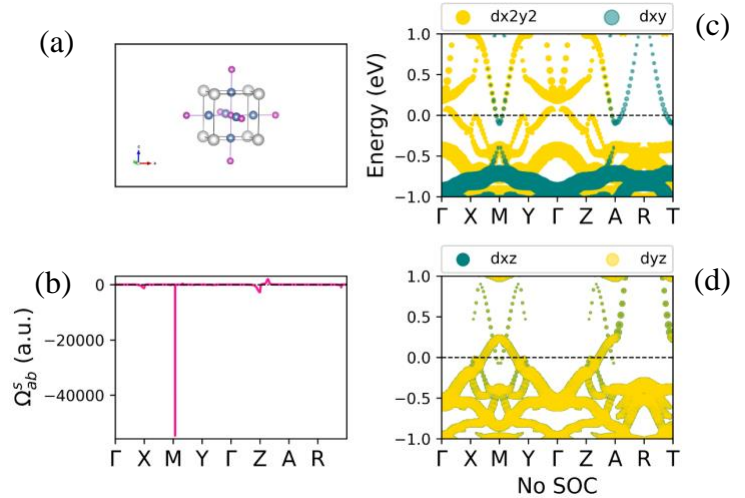 (a)
(b)
Ω^s_ab (a.u.)
0
−20000
−40000
Γ X M Y Γ Z A R
(c)
dx2y2 dxy
Energy (eV)
1.0
0.5
0.0
−0.5
−1.0
Γ X M Y Γ Z A R T
(d)
dxz dyz
1.0
0.5
0.0
−0.5
−1.0
Γ X M Y Γ Z A R T
No SOC